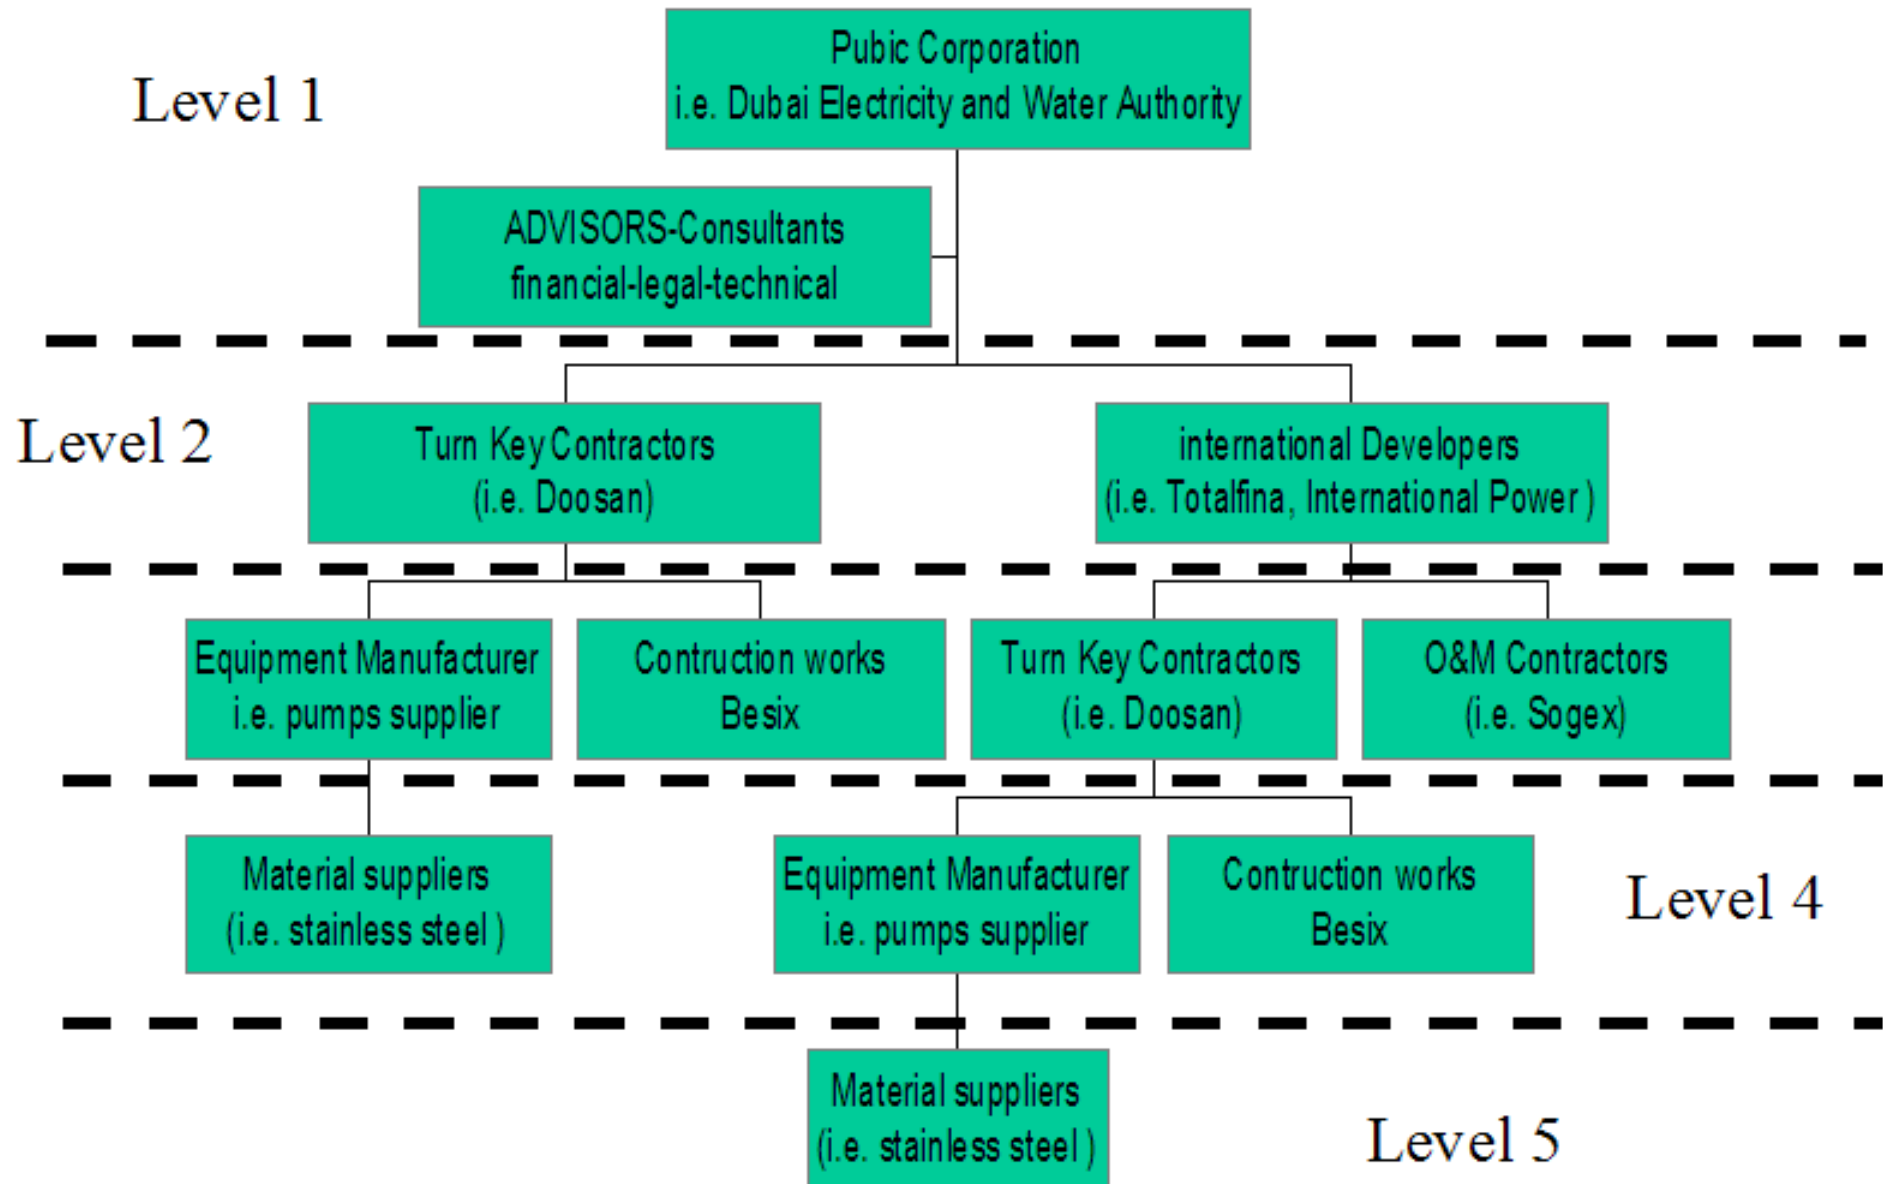 Level 1
Pubic Corporation
i.e. Dubai Electricity and Water Authority
ADVISORS-Consultants
financial-legal-technical
Level 2
Turn Key Contractors
(i.e. Doosan)
international Developers
(i.e. Totalfina, International Power )
Equipment Manufacturer
i.e. pumps supplier
Contruction works
Besix
Turn Key Contractors
(i.e. Doosan)
O&M Contractors
(i.e. Sogex)
Material suppliers
(i.e. stainless steel )
Equipment Manufacturer
i.e. pumps supplier
Contruction works
Besix
Level 4
Material suppliers
(i.e. stainless steel )
Level 5